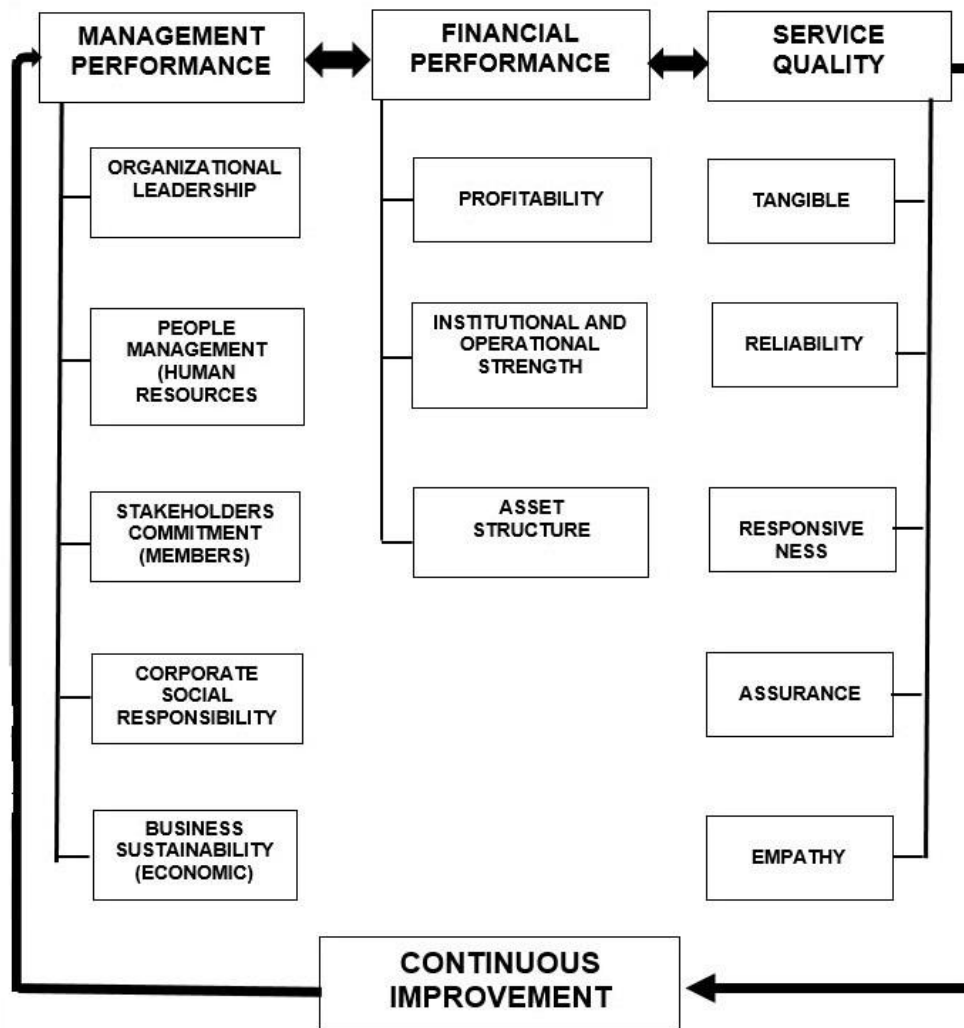 MANAGEMENT
PERFORMANCE
FINANCIAL
PERFORMANCE
SERVICE
QUALITY
ORGANIZATIONAL
LEADERSHIP
PEOPLE
MANAGEMENT
(HUMAN
RESOURCES
STAKEHOLDERS
COMMITMENT
(MEMBERS)
CORPORATE
SOCIAL
RESPONSIBILITY
BUSINESS
SUSTAINABILITY
(ECONOMIC)
PROFITABILITY
INSTITUTIONAL AND
OPERATIONAL
STRENGTH
ASSET
STRUCTURE
TANGIBLE
RELIABILITY
RESPONSIVE
NESS
ASSURANCE
EMPATHY
CONTINUOUS
IMPROVEMENT